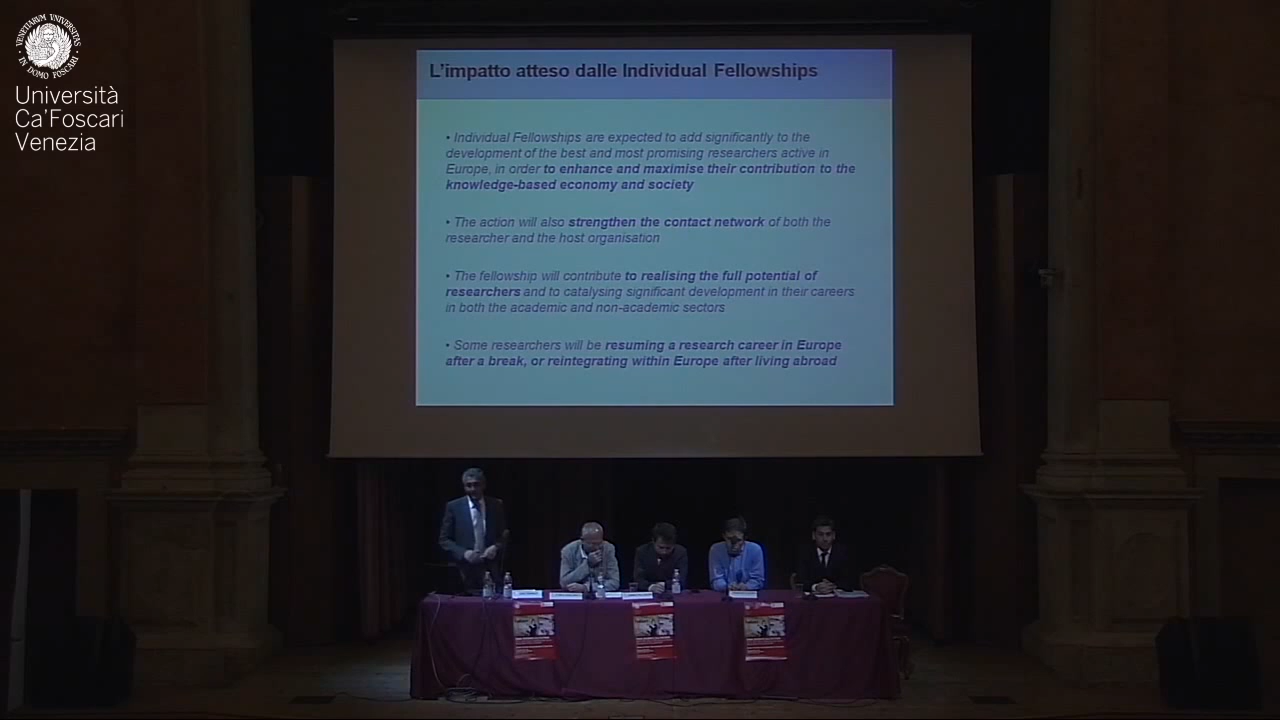 VENETIARVM VNIVERSITAS
IN DOMO FOSCARI
Università
Ca'Foscari
Venezia
L'impatto atteso dalle Individual Fellowships
• Individual Fellowships are expected to add significantly to the
development of the best and most promising researchers active in
Europe, in order to enhance and maximise their contribution to the
knowledge-based economy and society
• The action will also strengthen the contact network of both the
researcher and the host organisation
• The fellowship will contribute to realising the full potential of
researchers and to catalysing significant development in their careers
in both the academic and non-academic sectors
• Some researchers will be resuming a research career in Europe
after a break, or reintegrating within Europe after living abroad